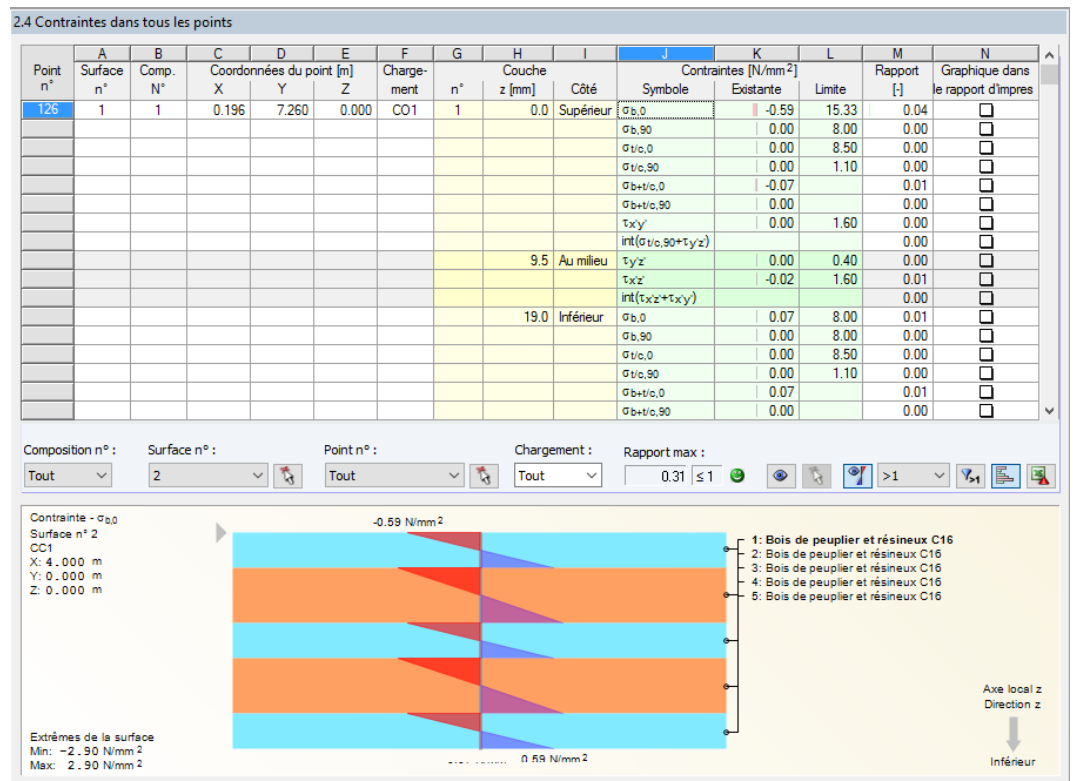 2.4 Contraintes dans tous les points
A B C D E F G H I J K L M N
Point Surface Comp. Coordonnées du point [m] Charge- Couche Contraintes [N/mm²] Rapport Graphique dans
n° n° N° X Y Z ment n° z [mm] Côté Symbole Existante Limite [-] le rapport d'impres
126 1 1 0.196 7.260 0.000 CO1 1 0.0 Supérieur σb,0 -0.59 15.33 0.04
σb,90 0.00 8.00 0.00
σt/c,0 0.00 8.50 0.00
σt/c,90 0.00 1.10 0.00
σb+t/c,0 -0.07 0.01
σb+t/c,90 0.00 0.00
τx'y' 0.00 1.60 0.00
int(σt/c,90+τy'z') 0.00
9.5 Au milieu τy'z' 0.00 0.40 0.00
τx'z' -0.02 1.60 0.01
int(τx'z'+τx'y') 0.00
19.0 Inférieur σb,0 0.07 8.00 0.01
σb,90 0.00 8.00 0.00
σt/c,0 0.00 8.50 0.00
σt/c,90 0.00 1.10 0.00
σb+t/c,0 0.07 0.01
σb+t/c,90 0.00 0.00
Composition n° : Surface n° : Point n° : Chargement : Rapport max :
Tout 2 Tout Tout 0.31 ≤ 1 >1 >1
Contrainte - σb,0
Surface n° 2
CC1
X: 4.000 m
Y: 0.000 m
Z: 0.000 m
-0.59 N/mm²
1: Bois de peuplier et résineux C16
2: Bois de peuplier et résineux C16
3: Bois de peuplier et résineux C16
4: Bois de peuplier et résineux C16
5: Bois de peuplier et résineux C16
Axe local z
Direction z
Inférieur
Extrêmes de la surface
Min: -2.90 N/mm²
Max: 2.90 N/mm²
0.59 N/mm²